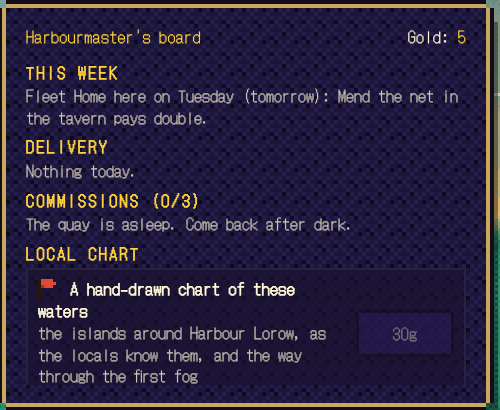 Harbourmaster's board
Gold: 5
THIS WEEK
Fleet Home here on Tuesday (tomorrow): Mend the net in
the tavern pays double.
DELIVERY
Nothing today.
COMMISSIONS (0/3)
The quay is asleep. Come back after dark.
LOCAL CHART
A hand-drawn chart of these
waters
the islands around Harbour Lorow, as
the locals know them, and the way
through the first fog
30g